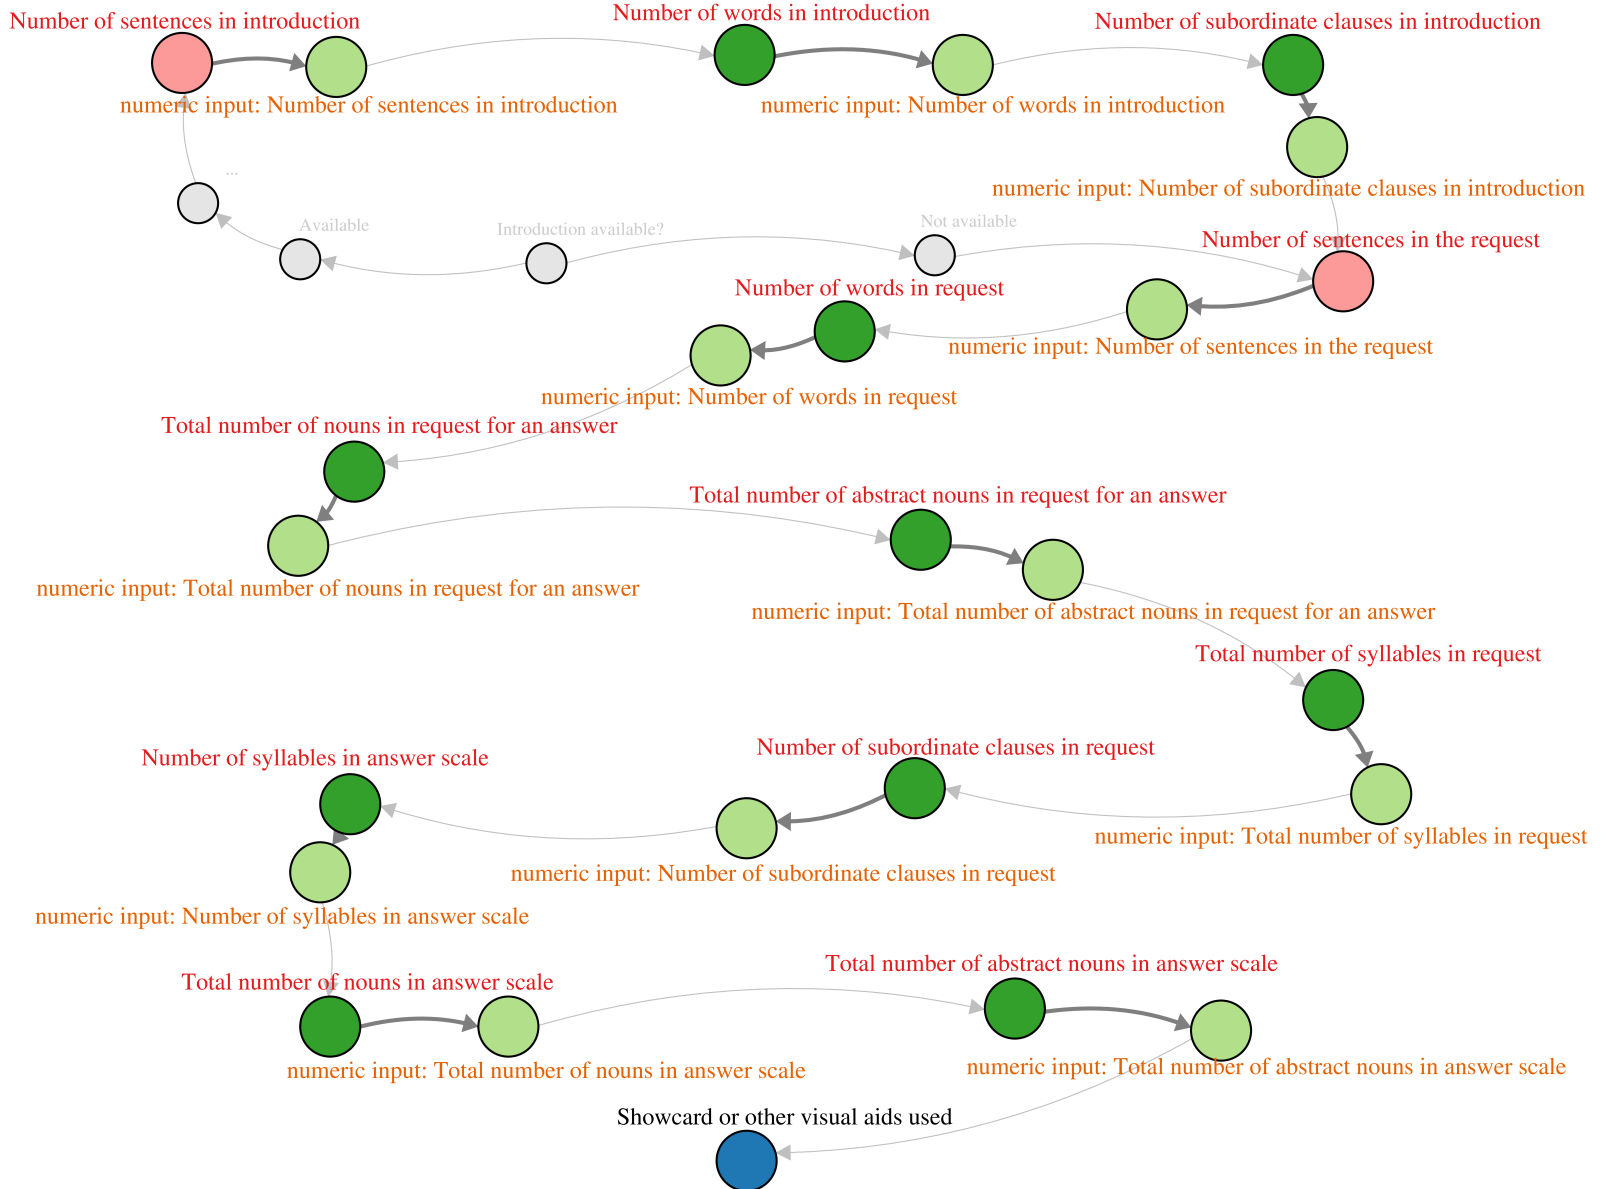 Number of sentences in introduction
Number of words in introduction
Number of subordinate clauses in introduction
numeric input: Number of sentences in introduction
numeric input: Number of words in introduction
...
numeric input: Number of subordinate clauses in introduction
Available
Introduction available?
Not available
Number of sentences in the request
Number of words in request
numeric input: Number of sentences in the request
numeric input: Number of words in request
Total number of nouns in request for an answer
Total number of abstract nouns in request for an answer
numeric input: Total number of nouns in request for an answer
numeric input: Total number of abstract nouns in request for an answer
Total number of syllables in request
Number of syllables in answer scale
Number of subordinate clauses in request
numeric input: Total number of syllables in request
numeric input: Number of subordinate clauses in request
numeric input: Number of syllables in answer scale
Total number of abstract nouns in answer scale
Total number of nouns in answer scale
numeric input: Total number of nouns in answer scale
numeric input: Total number of abstract nouns in answer scale
Showcard or other visual aids used